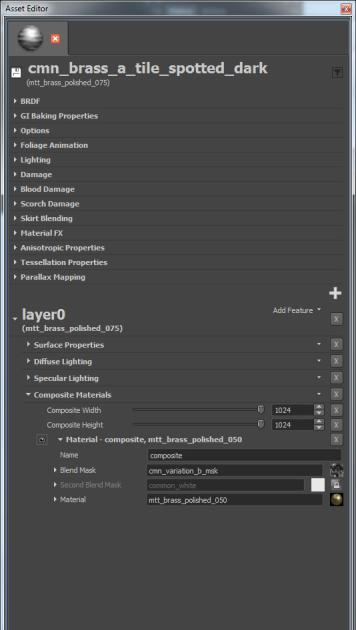 Asset Editor
cmn_brass_a_tile_spotted_dark
(mtt_brass_polished_075)
BRDF
GI Baking Properties
Options
Foliage Animation
Lighting
Damage
Blood Damage
Scorch Damage
Skirt Blending
Material FX
Anisotropic Properties
Tessellation Properties
Parallax Mapping
layer0 Add Feature X
(mtt_brass_polished_075)
Surface Properties X
Diffuse Lighting X
Specular Lighting X
Composite Materials X
Composite Width 1024
Composite Height 1024
Material - composite, mtt_brass_polished_050 X
Name composite
Blend Mask cmn_variation_b_msk
Second Blend Mask common_white
Material mtt_brass_polished_050